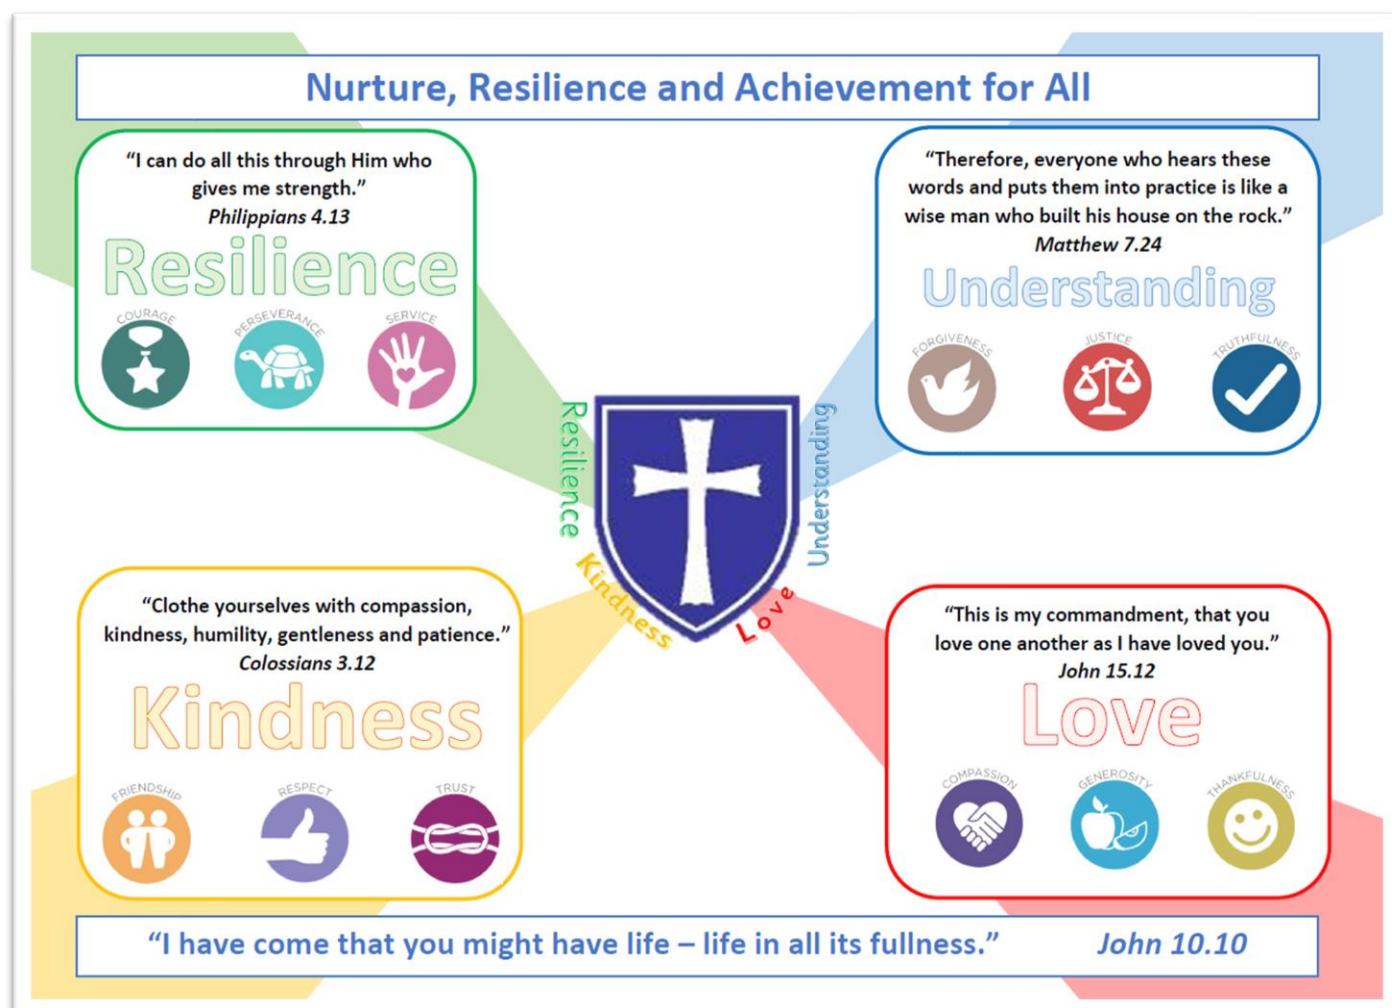 Nurture, Resilience and Achievement for All
“I can do all this through Him who
gives me strength.”
Philippians 4.13
Resilience
COURAGE
PERSEVERANCE
SERVICE
“Therefore, everyone who hears these
words and puts them into practice is like a
wise man who built his house on the rock.”
Matthew 7.24
Understanding
FORGIVENESS
JUSTICE
TRUTHFULNESS
Resilience
Understanding
Kindness
Love
“Clothe yourselves with compassion,
kindness, humility, gentleness and patience.”
Colossians 3.12
Kindness
FRIENDSHIP
RESPECT
TRUST
“This is my commandment, that you
love one another as I have loved you.”
John 15.12
Love
COMPASSION
GENEROSITY
THANKFULNESS
“I have come that you might have life – life in all its fullness.” John 10.10